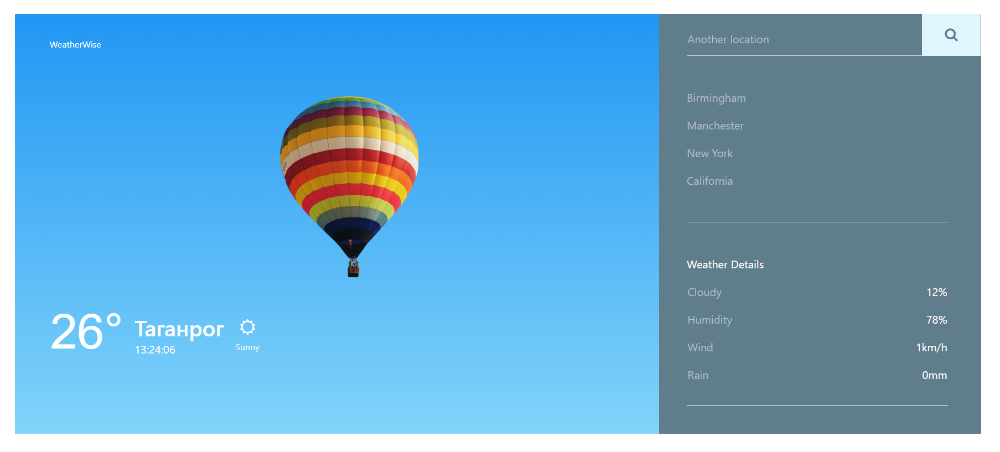 WeatherWise
26°
Таганрог
13:24:06
Sunny
Another location
Birmingham
Manchester
New York
California
Weather Details
Cloudy 12%
Humidity 78%
Wind 1km/h
Rain 0mm